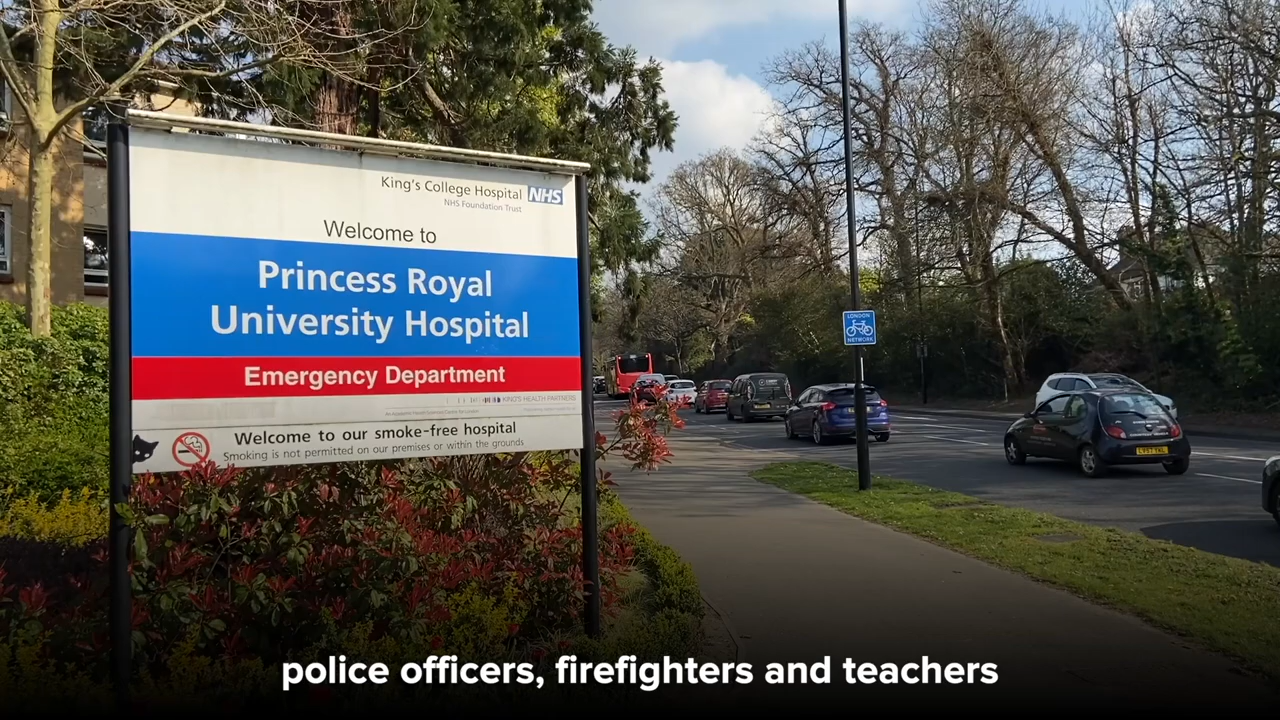 King's College Hospital NHS
NHS Foundation Trust
Welcome to
Princess Royal
University Hospital
Emergency Department
KING'S HEALTH PARTNERS
Welcome to our smoke-free hospital
Smoking is not permitted on our premises or within the grounds
LONDON
NETWORK
police officers, firefighters and teachers